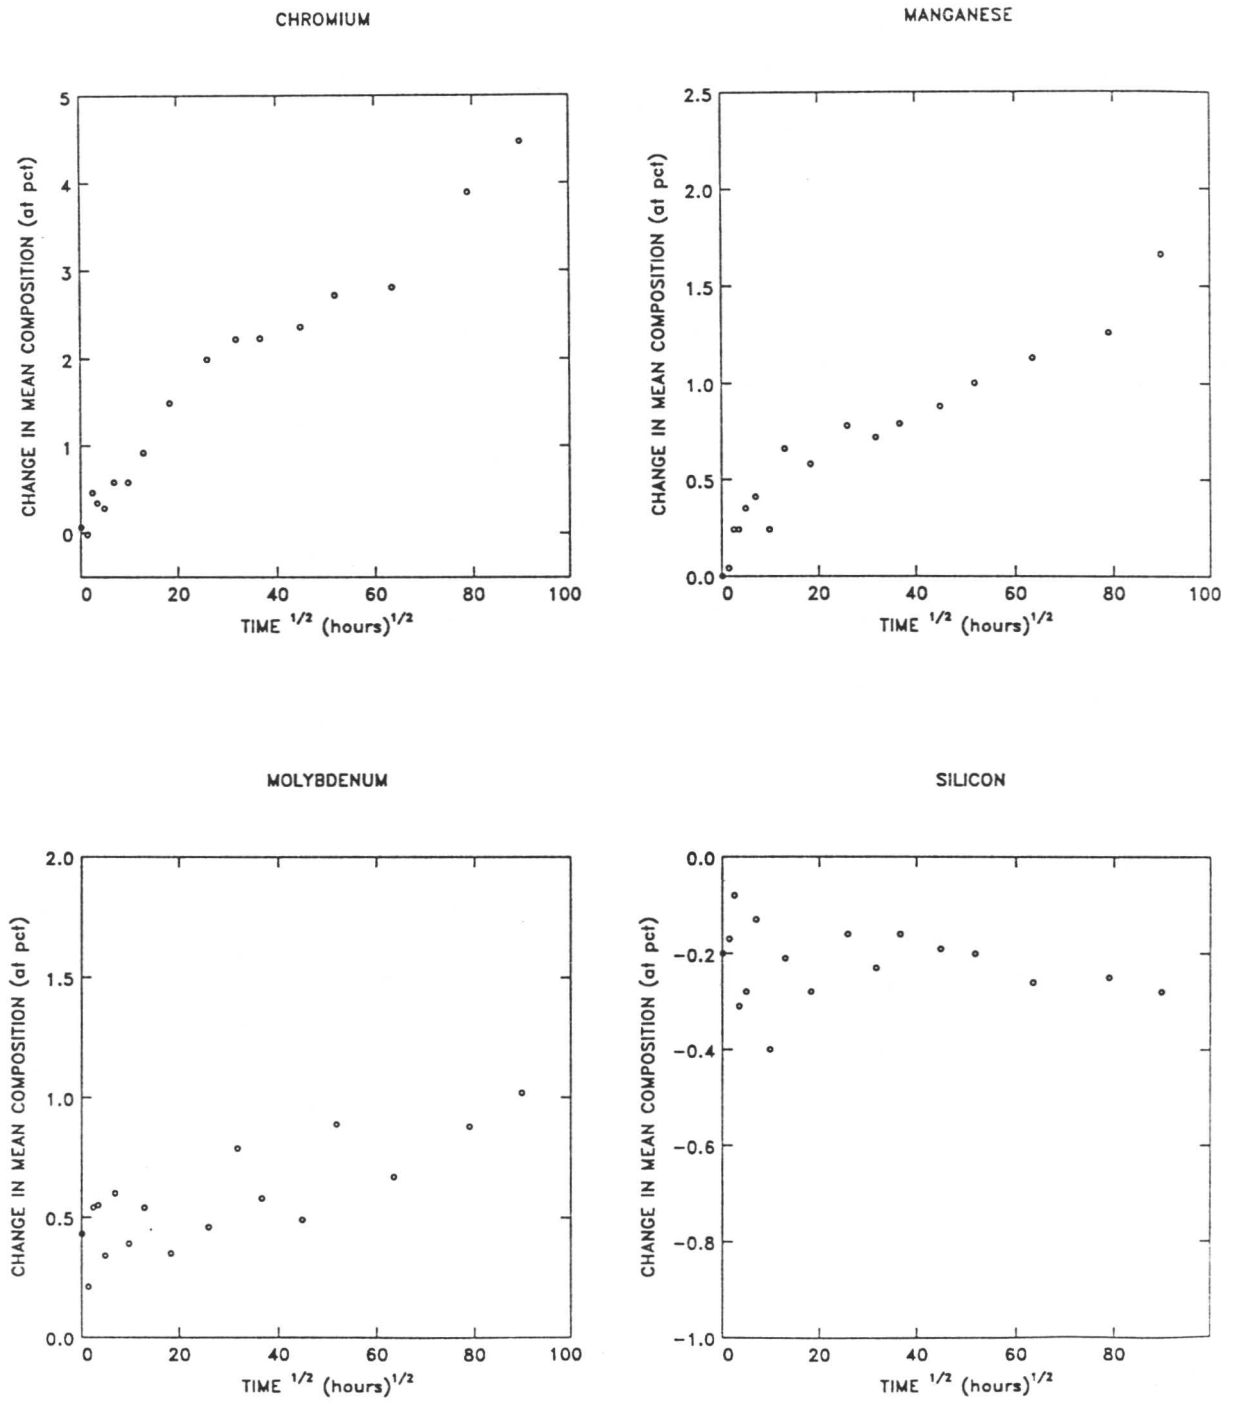 CHROMIUM
CHANGE IN MEAN COMPOSITION (at pct)
5
4
3
2
1
0
0 20 40 60 80 100
TIME 1/2 (hours)1/2
MANGANESE
CHANGE IN MEAN COMPOSITION (at pct)
2.5
2.0
1.5
1.0
0.5
0.0
0 20 40 60 80 100
TIME 1/2 (hours)1/2
MOLYBDENUM
CHANGE IN MEAN COMPOSITION (at pct)
2.0
1.5
1.0
0.5
0.0
0 20 40 60 80 100
TIME 1/2 (hours)1/2
SILICON
CHANGE IN MEAN COMPOSITION (at pct)
0.0
−0.2
−0.4
−0.6
−0.8
−1.0
0 20 40 60 80
TIME 1/2 (hours)1/2